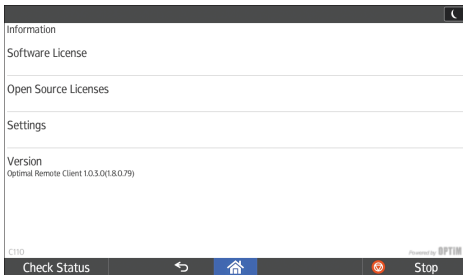 Information
Software License
Open Source Licenses
Settings
Version
Optimal Remote Client 1.0.3.0(1.8.0.79)
C110
Powered by OPTiM
Check Status
Stop